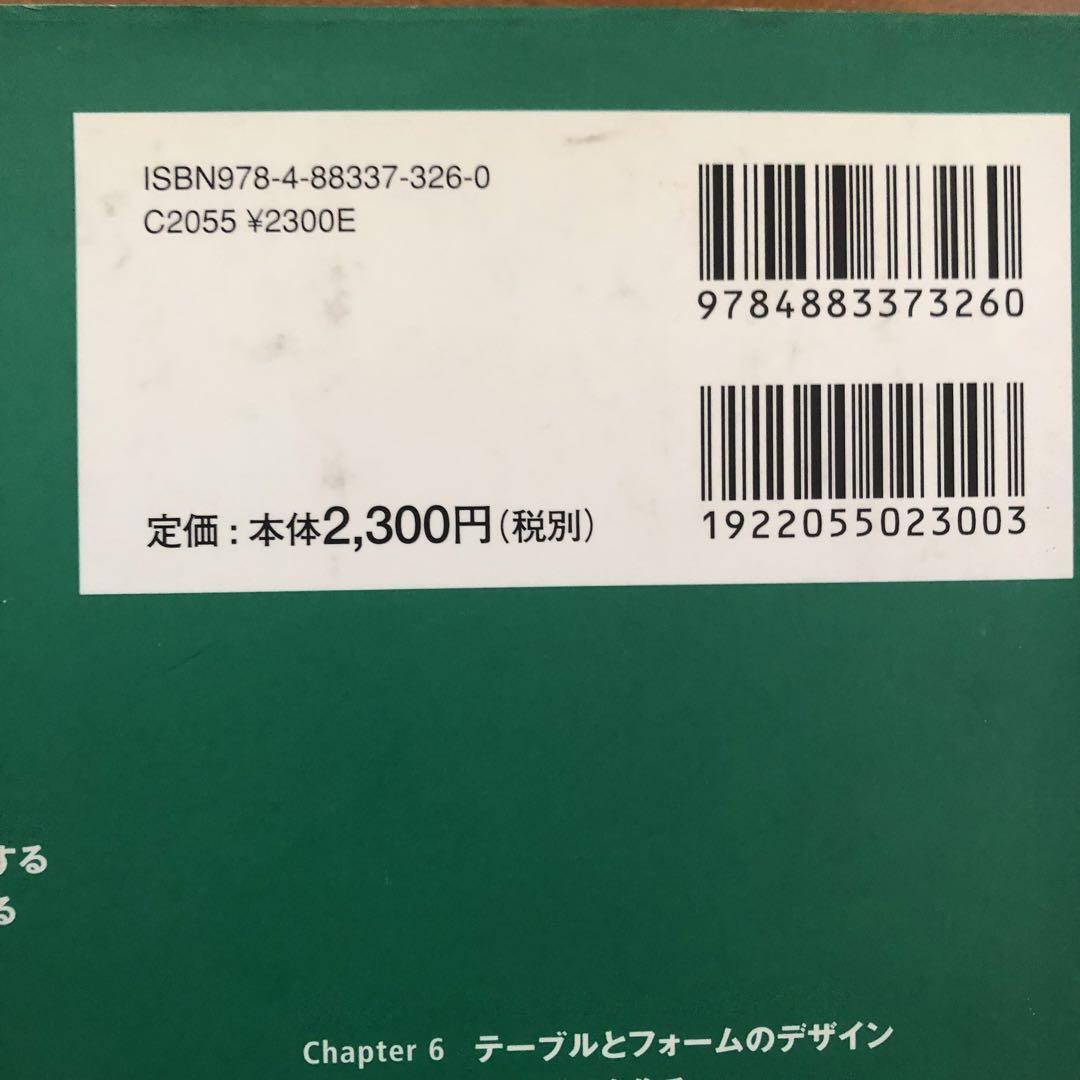 ISBN978-4-88337-326-0
C2055 ¥2300E
9784883373260
1922055023003
定価：本体2,300円（税別）
する
る
Chapter 6 テーブルとフォームのデザイン